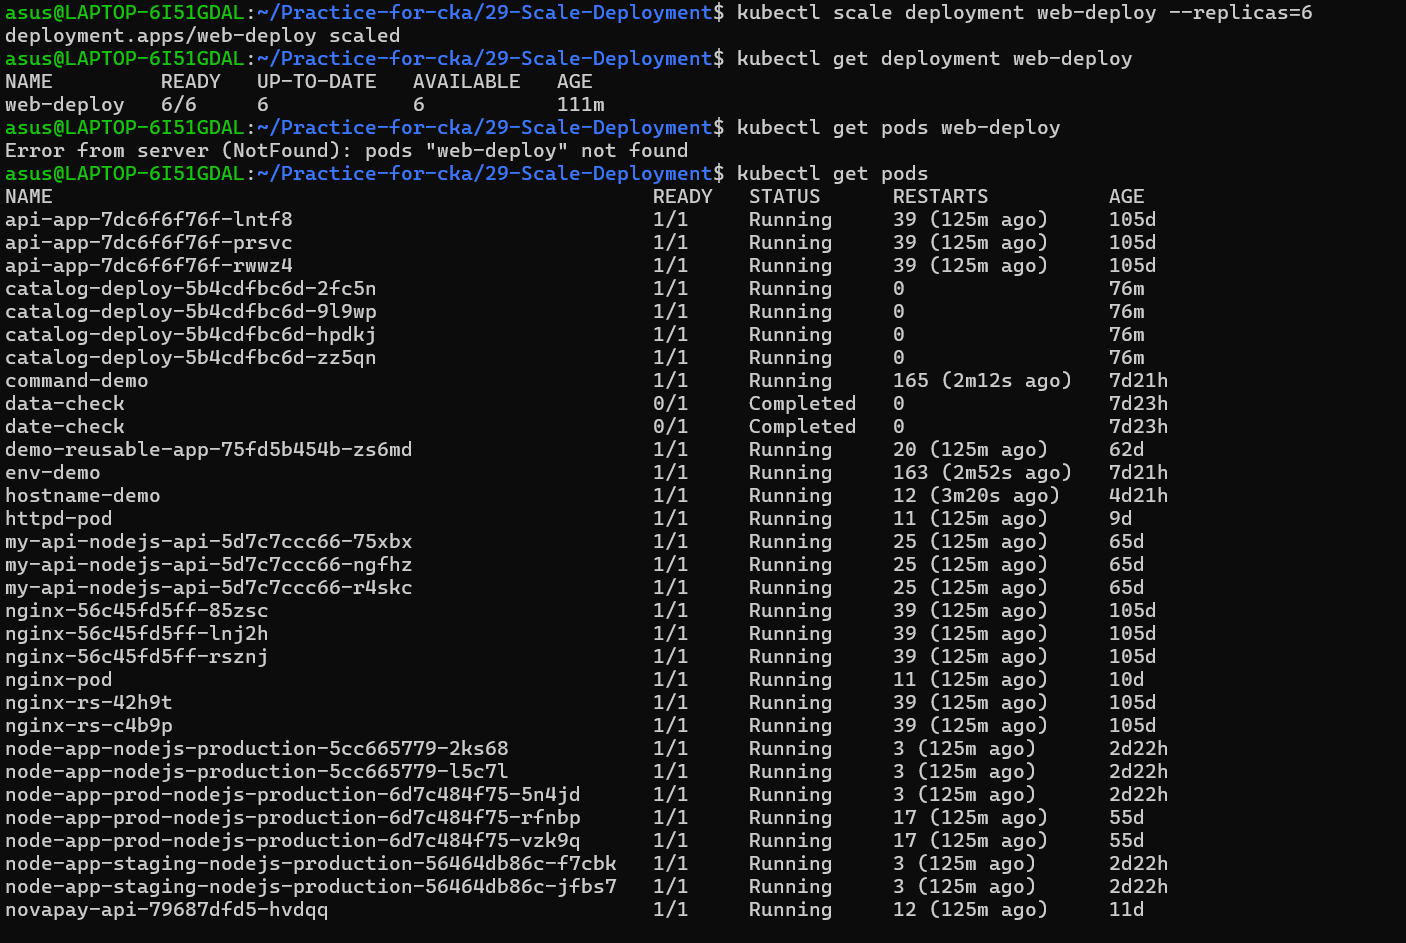 asus@LAPTOP-6I51GDAL:~/Practice-for-cka/29-Scale-Deployment$ kubectl scale deployment web-deploy --replicas=6
deployment.apps/web-deploy scaled
asus@LAPTOP-6I51GDAL:~/Practice-for-cka/29-Scale-Deployment$ kubectl get deployment web-deploy
NAME         READY   UP-TO-DATE   AVAILABLE   AGE
web-deploy   6/6     6            6           111m
asus@LAPTOP-6I51GDAL:~/Practice-for-cka/29-Scale-Deployment$ kubectl get pods web-deploy
Error from server (NotFound): pods "web-deploy" not found
asus@LAPTOP-6I51GDAL:~/Practice-for-cka/29-Scale-Deployment$ kubectl get pods
NAME                                                  READY   STATUS      RESTARTS          AGE
api-app-7dc6f6f76f-lntf8                              1/1     Running     39 (125m ago)     105d
api-app-7dc6f6f76f-prsvc                              1/1     Running     39 (125m ago)     105d
api-app-7dc6f6f76f-rwwz4                              1/1     Running     39 (125m ago)     105d
catalog-deploy-5b4cdfbc6d-2fc5n                       1/1     Running     0                 76m
catalog-deploy-5b4cdfbc6d-9l9wp                       1/1     Running     0                 76m
catalog-deploy-5b4cdfbc6d-hpdkj                       1/1     Running     0                 76m
catalog-deploy-5b4cdfbc6d-zz5qn                       1/1     Running     0                 76m
command-demo                                          1/1     Running     165 (2m12s ago)   7d21h
data-check                                            0/1     Completed   0                 7d23h
date-check                                            0/1     Completed   0                 7d23h
demo-reusable-app-75fd5b454b-zs6md                    1/1     Running     20 (125m ago)     62d
env-demo                                              1/1     Running     163 (2m52s ago)   7d21h
hostname-demo                                         1/1     Running     12 (3m20s ago)    4d21h
httpd-pod                                             1/1     Running     11 (125m ago)     9d
my-api-nodejs-api-5d7c7ccc66-75xbx                    1/1     Running     25 (125m ago)     65d
my-api-nodejs-api-5d7c7ccc66-ngfhz                    1/1     Running     25 (125m ago)     65d
my-api-nodejs-api-5d7c7ccc66-r4skc                    1/1     Running     25 (125m ago)     65d
nginx-56c45fd5ff-85zsc                                1/1     Running     39 (125m ago)     105d
nginx-56c45fd5ff-lnj2h                                1/1     Running     39 (125m ago)     105d
nginx-56c45fd5ff-rsznj                                1/1     Running     39 (125m ago)     105d
nginx-pod                                             1/1     Running     11 (125m ago)     10d
nginx-rs-42h9t                                        1/1     Running     39 (125m ago)     105d
nginx-rs-c4b9p                                        1/1     Running     39 (125m ago)     105d
node-app-nodejs-production-5cc665779-2ks68            1/1     Running     3 (125m ago)      2d22h
node-app-nodejs-production-5cc665779-l5c7l            1/1     Running     3 (125m ago)      2d22h
node-app-prod-nodejs-production-6d7c484f75-5n4jd      1/1     Running     3 (125m ago)      2d22h
node-app-prod-nodejs-production-6d7c484f75-rfnbp      1/1     Running     17 (125m ago)     55d
node-app-prod-nodejs-production-6d7c484f75-vzk9q      1/1     Running     17 (125m ago)     55d
node-app-staging-nodejs-production-56464db86c-f7cbk   1/1     Running     3 (125m ago)      2d22h
node-app-staging-nodejs-production-56464db86c-jfbs7   1/1     Running     3 (125m ago)      2d22h
novapay-api-79687dfd5-hvdqq                           1/1     Running     12 (125m ago)     11d